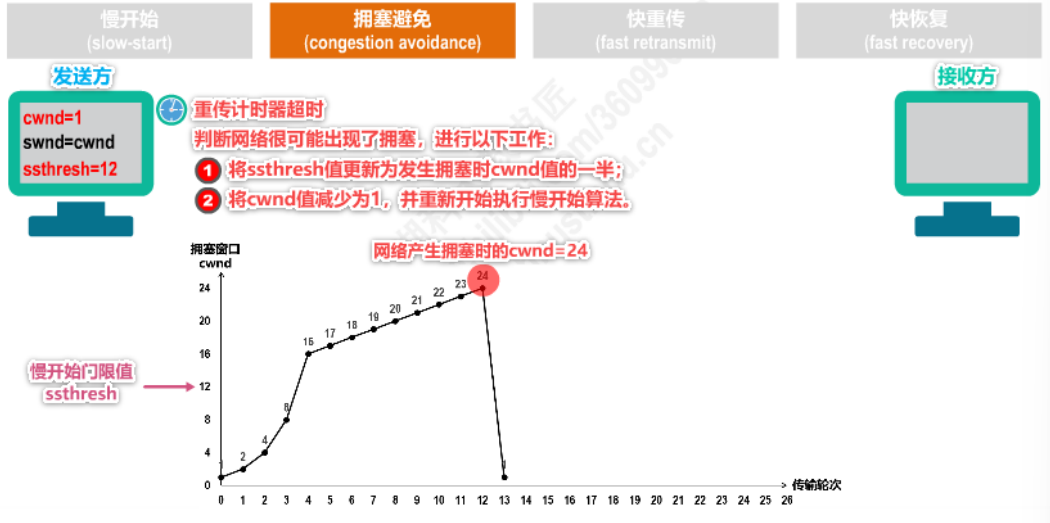 慢开始
(slow-start)
拥塞避免
(congestion avoidance)
快重传
(fast retransmit)
快恢复
(fast recovery)
发送方
接收方
cwnd=1
swnd=cwnd
ssthresh=12
重传计时器超时
判断网络很可能出现了拥塞，进行以下工作：
1 将ssthresh值更新为发生拥塞时cwnd值的一半；
2 将cwnd值减少为1，并重新开始执行慢开始算法。
拥塞窗口
cwnd
网络产生拥塞时的cwnd=24
24
20
16
12
8
4
0
慢开始门限值
ssthresh
1 2 4 8 16 17 18 19 20 21 22 23 24 1
0 1 2 3 4 5 6 7 8 9 10 11 12 13 14 15 16 17 18 19 20 21 22 23 24 25 26
传输轮次